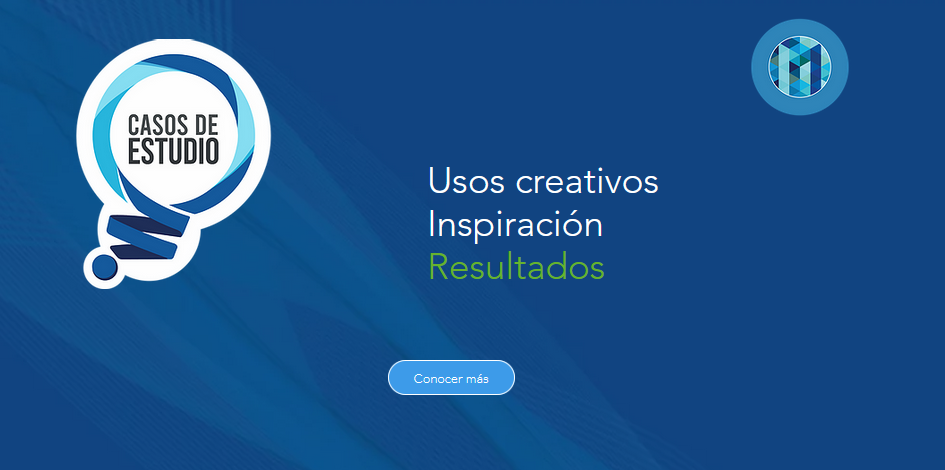 CASOS DE
ESTUDIO
Usos creativos
Inspiración
Resultados
Conocer más